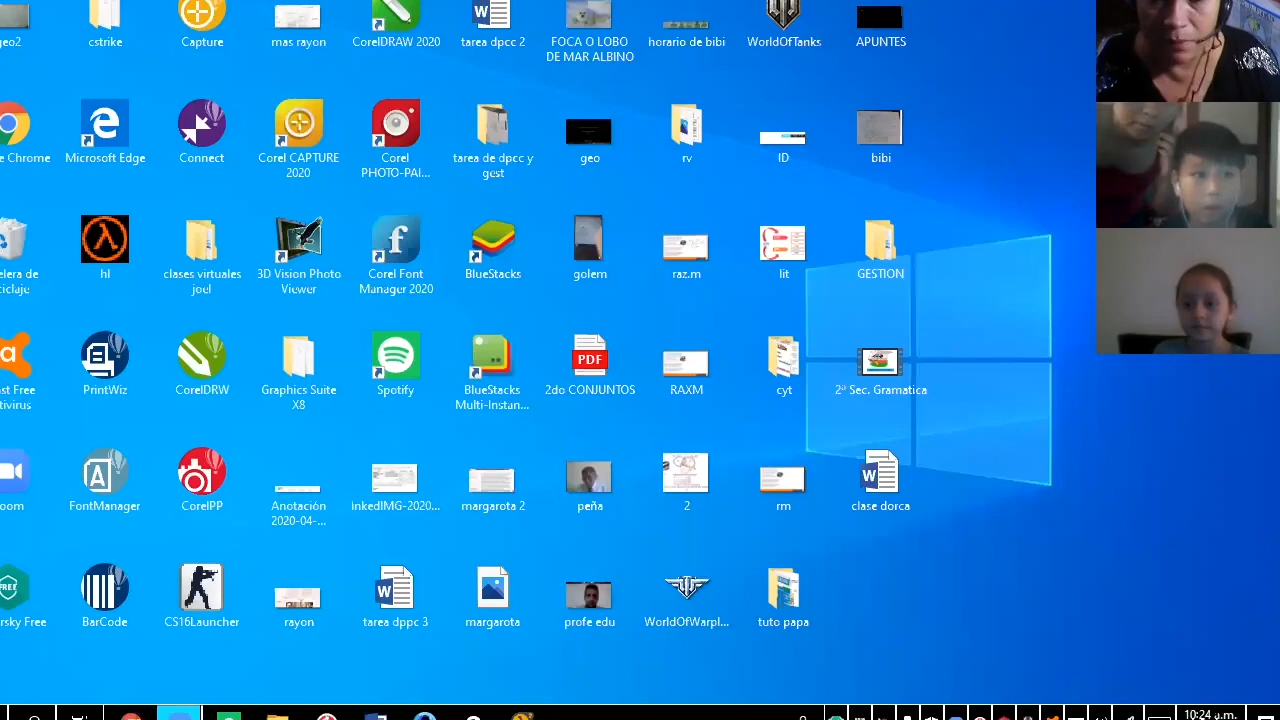 geo2
cstrike
Capture
mas rayon
CorelDRAW 2020
tarea dpcc 2
FOCA O LOBO
DE MAR ALBINO
horario de bibi
WorldOfTanks
APUNTES
e Chrome
Microsoft Edge
Connect
Corel CAPTURE
2020
Corel
PHOTO-PAI...
tarea de dpcc y
gest
geo
rv
ID
bibi
elera de
ciclaje
hl
clases virtuales
joel
3D Vision Photo
Viewer
Corel Font
Manager 2020
BlueStacks
golem
raz.m
lit
GESTION
ast Free
tivirus
PrintWiz
CorelDRW
Graphics Suite
X8
Spotify
BlueStacks
Multi-Instan...
PDF
2do CONJUNTOS
RAXM
cyt
2º Sec. Gramatica
oom
FontManager
CorelPP
Anotación
2020-04-...
inkedIMG-2020...
margarota 2
peña
2
rm
clase dorca
FREE
rsky Free
BarCode
CS16Launcher
rayon
tarea dppc 3
margarota
profe edu
WorldOfWarpl...
tuto papa
10:24 a.m.